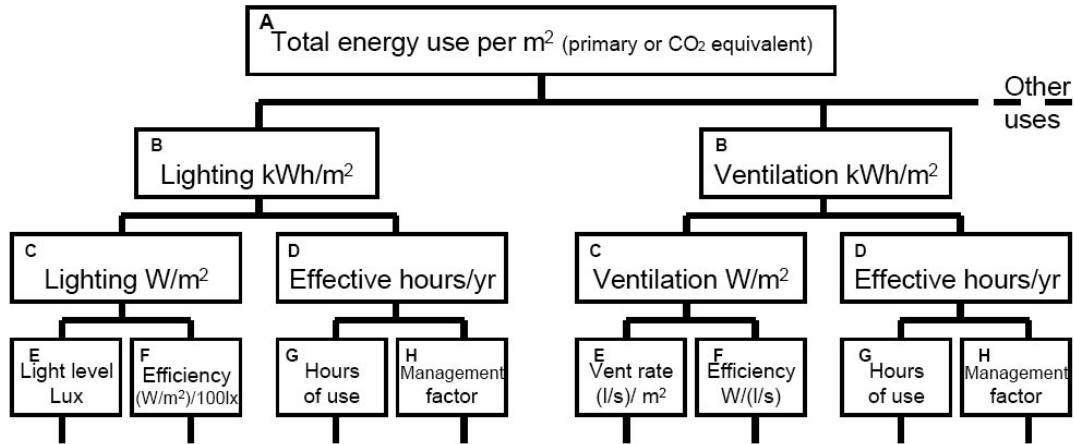 A
Total energy use per m² (primary or CO₂ equivalent)
Other
uses
B
Lighting kWh/m²
B
Ventilation kWh/m²
C
Lighting W/m²
D
Effective hours/yr
C
Ventilation W/m²
D
Effective hours/yr
E
Light level
Lux
F
Efficiency
(W/m²)/100lx
G
Hours
of use
H
Management
factor
E
Vent rate
(l/s)/ m²
F
Efficiency
W/(l/s)
G
Hours
of use
H
Management
factor